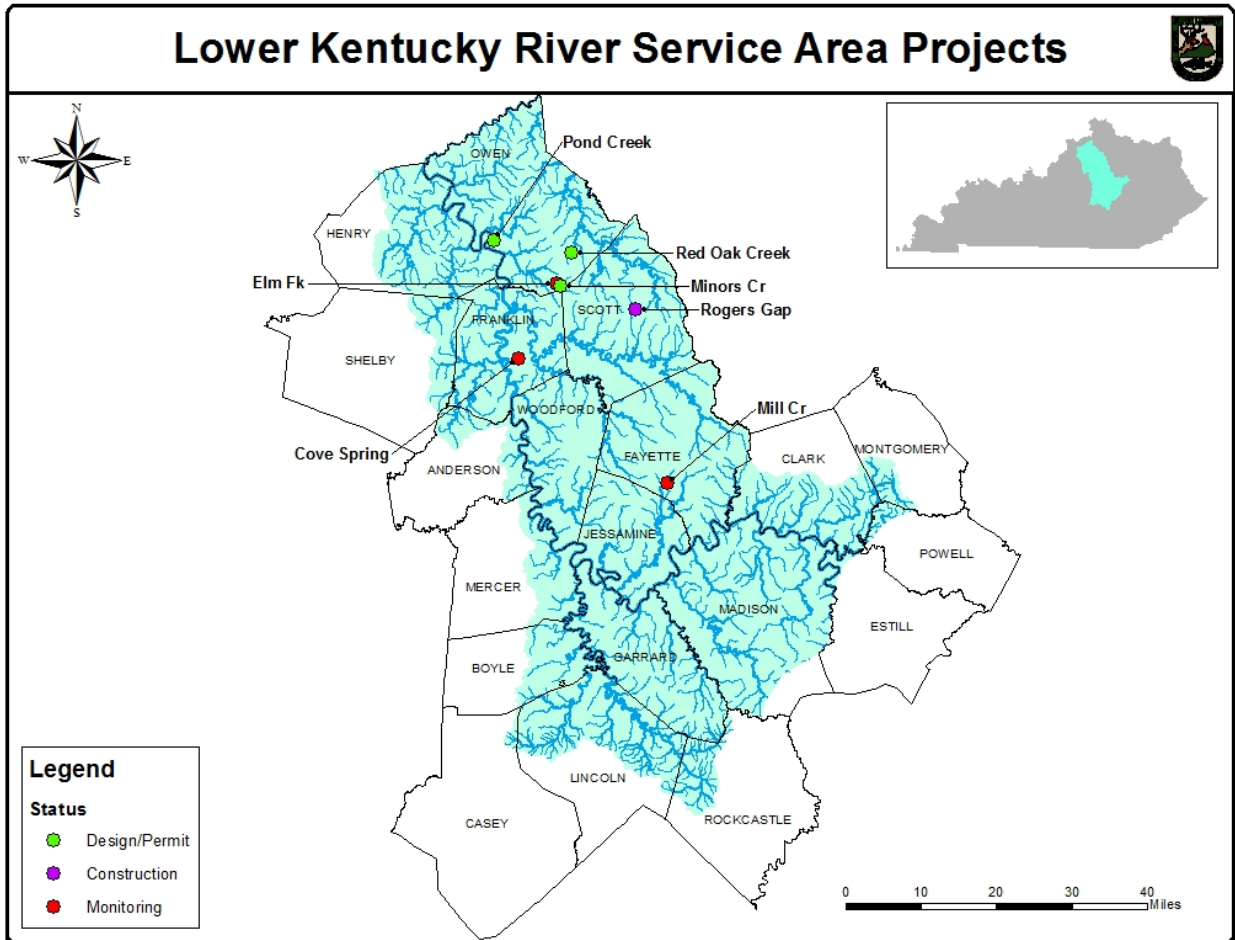 Lower Kentucky River Service Area Projects
N
W
E
S
OWEN
Pond Creek
HENRY
Red Oak Creek
Elm Fk
Minors Cr
SCOTT
Rogers Gap
FRANKLIN
SHELBY
WOODFORD
Mill Cr
Cove Spring
FAYETTE
CLARK
MONTGOMERY
ANDERSON
JESSAMINE
POWELL
MERCER
MADISON
ESTILL
GARRARD
BOYLE
LINCOLN
CASEY
ROCKCASTLE
Legend
Status
Design/Permit
Construction
Monitoring
0 10 20 30 40
Miles